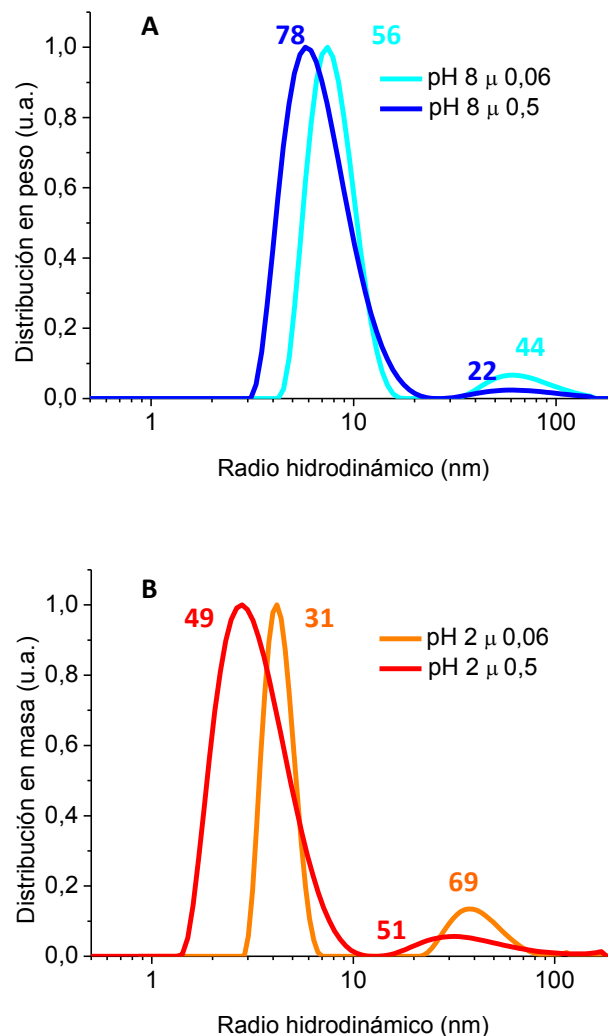 A
78
56
pH 8 μ 0,06
pH 8 μ 0,5
1,0
0,8
0,6
0,4
0,2
0,0
Distribución en peso (u.a.)
44
22
1
10
100
Radio hidrodinámico (nm)
B
49
31
pH 2 μ 0,06
pH 2 μ 0,5
1,0
0,8
0,6
0,4
0,2
0,0
Distribución en masa (u.a.)
69
51
1
10
100
Radio hidrodinámico (nm)